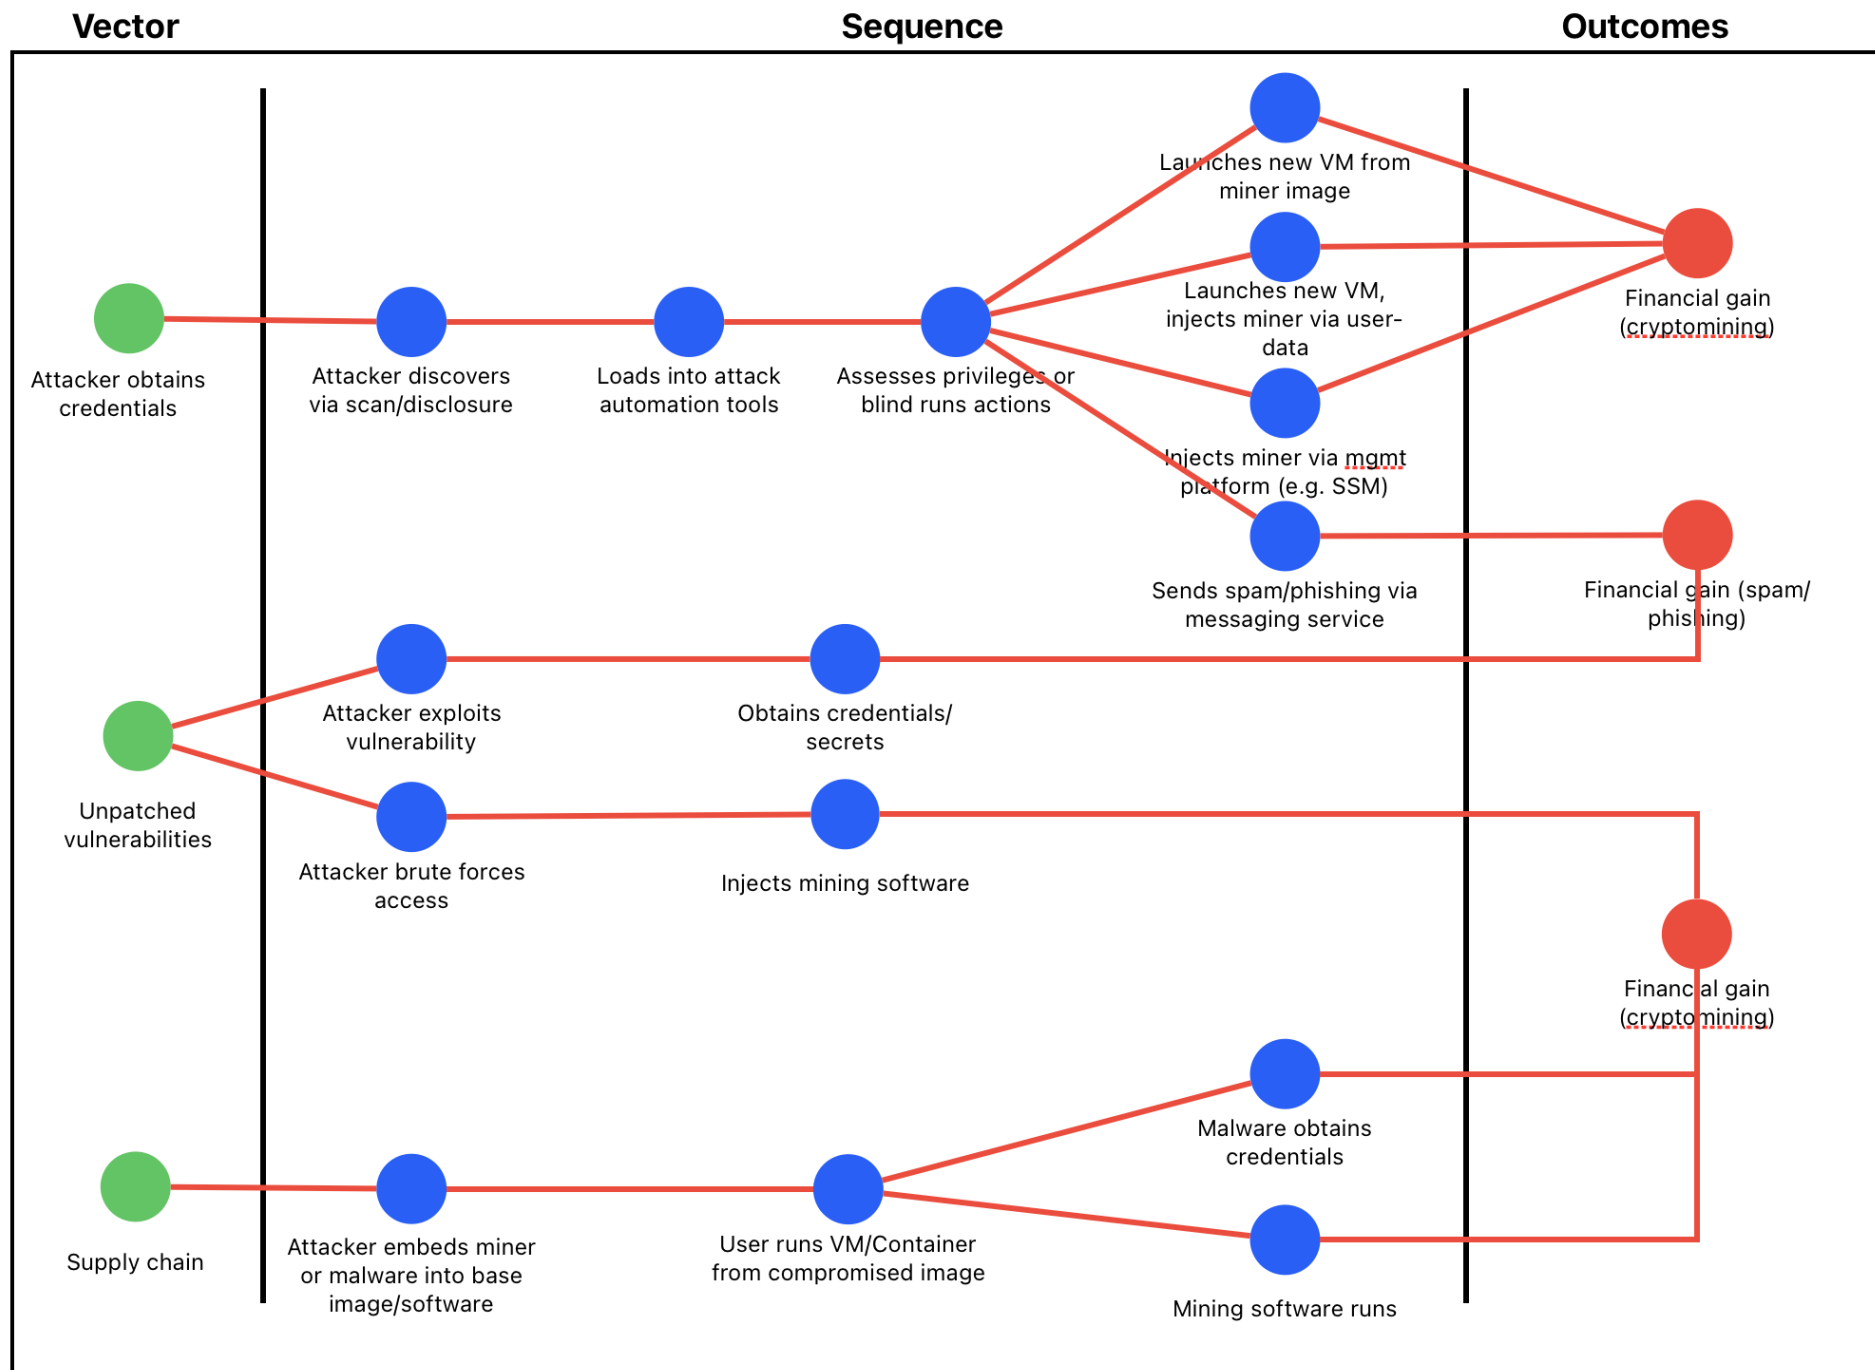 Vector
Sequence
Outcomes
Launches new VM from
miner image
Launches new VM,
injects miner via user-
data
Financial gain
(cryptomining)
Attacker obtains
credentials
Attacker discovers
via scan/disclosure
Loads into attack
automation tools
Assesses privileges or
blind runs actions
Injects miner via mgmt
platform (e.g. SSM)
Sends spam/phishing via
messaging service
Financial gain (spam/
phishing)
Attacker exploits
vulnerability
Obtains credentials/
secrets
Unpatched
vulnerabilities
Attacker brute forces
access
Injects mining software
Financial gain
(cryptomining)
Malware obtains
credentials
Supply chain
Attacker embeds miner
or malware into base
image/software
User runs VM/Container
from compromised image
Mining software runs